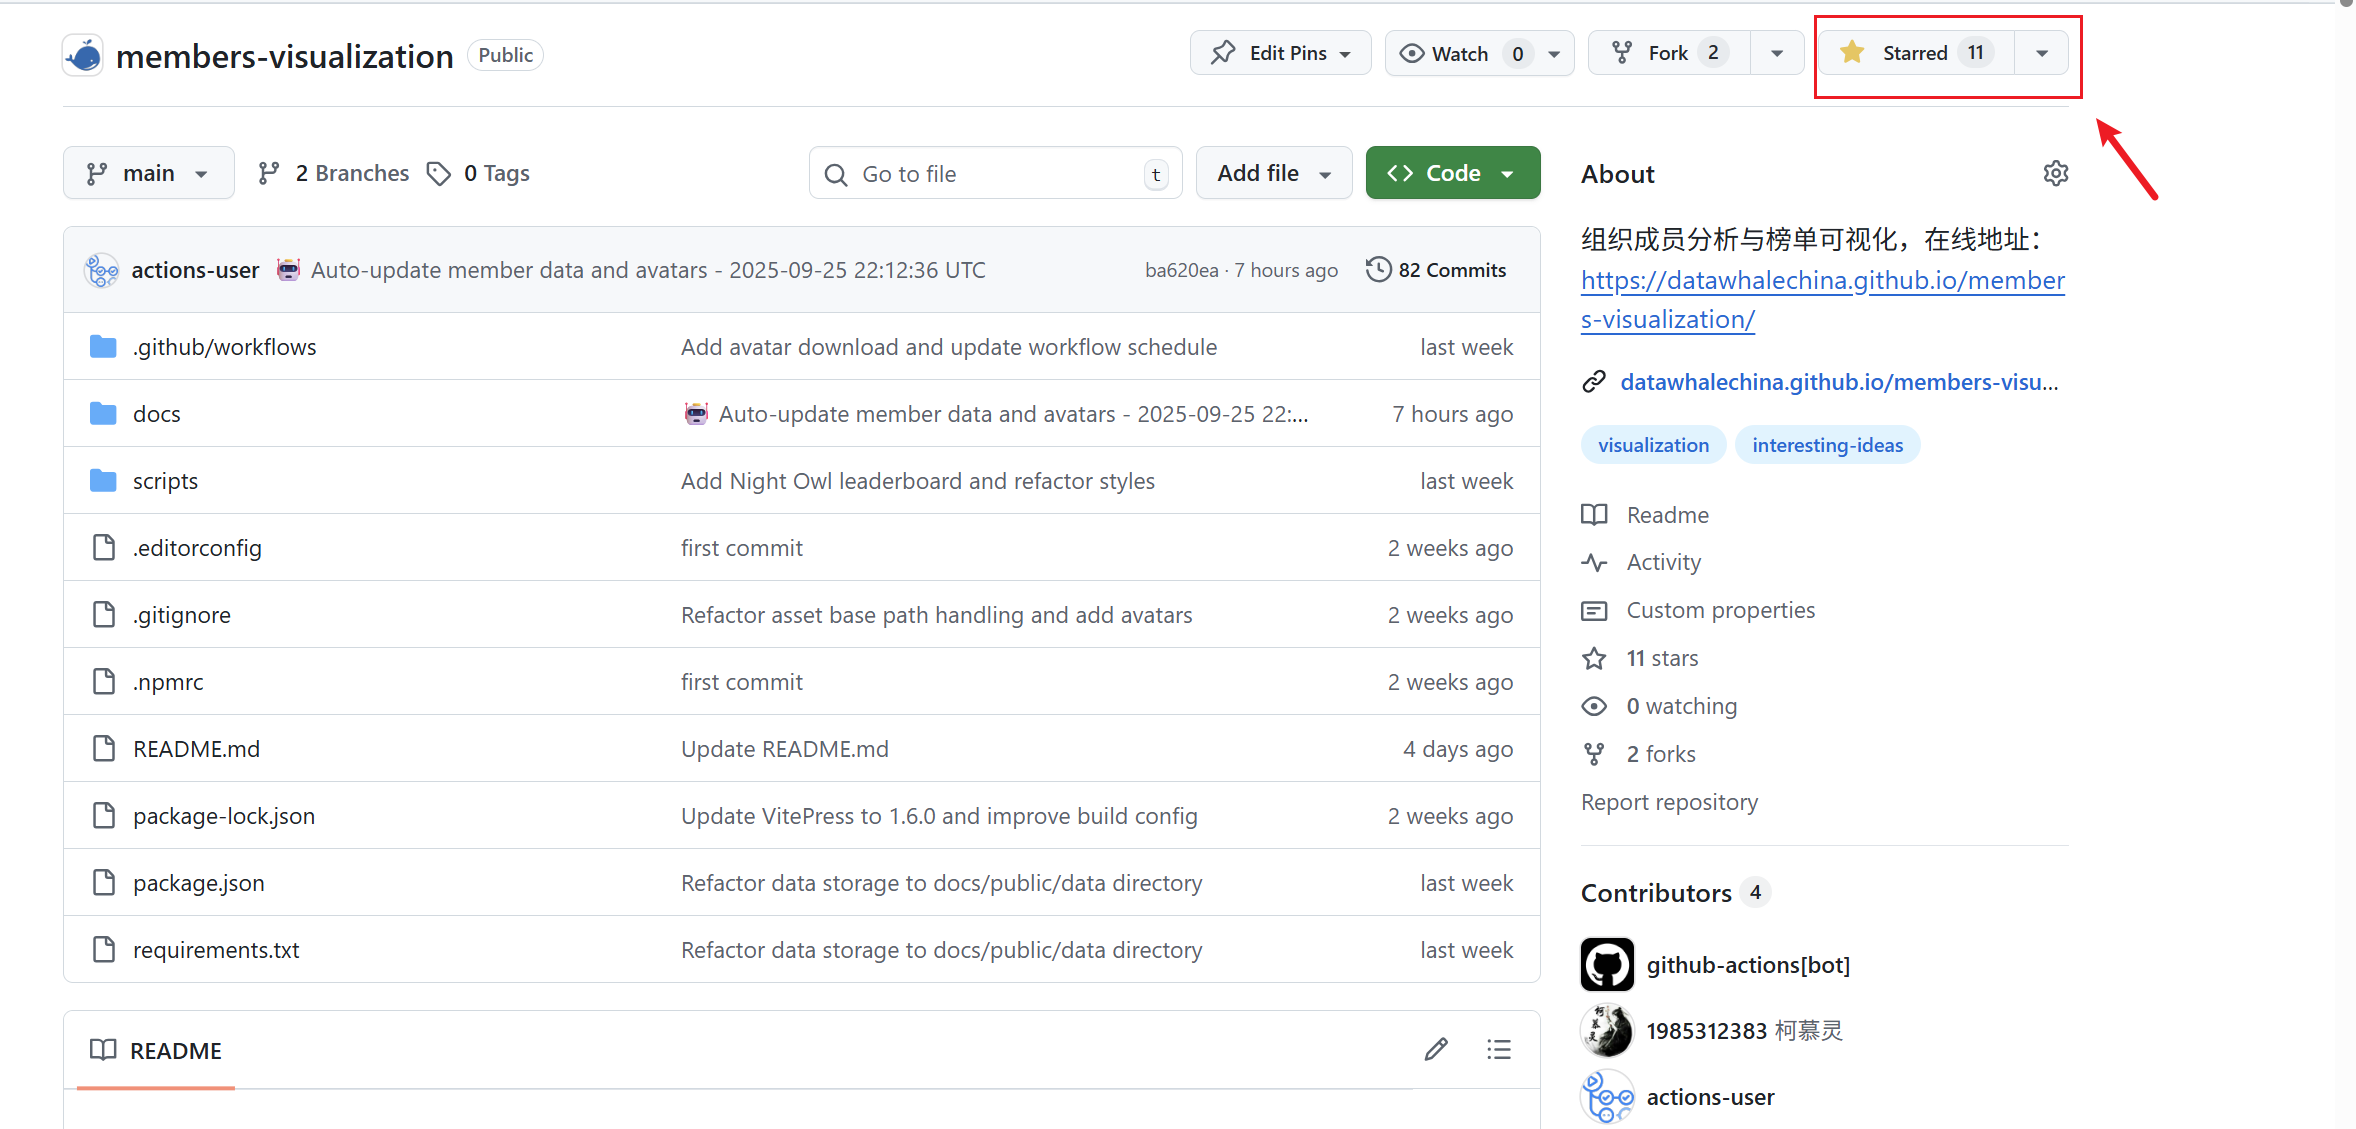 members-visualization Public Edit Pins Watch 0 Fork 2 Starred 11
main 2 Branches 0 Tags Go to file t Add file Code
actions-user Auto-update member data and avatars - 2025-09-25 22:12:36 UTC ba620ea · 7 hours ago 82 Commits
.github/workflows Add avatar download and update workflow schedule last week
docs Auto-update member data and avatars - 2025-09-25 22:... 7 hours ago
scripts Add Night Owl leaderboard and refactor styles last week
.editorconfig first commit 2 weeks ago
.gitignore Refactor asset base path handling and add avatars 2 weeks ago
.npmrc first commit 2 weeks ago
README.md Update README.md 4 days ago
package-lock.json Update VitePress to 1.6.0 and improve build config 2 weeks ago
package.json Refactor data storage to docs/public/data directory last week
requirements.txt Refactor data storage to docs/public/data directory last week
README
About
组织成员分析与榜单可视化，在线地址：
https://datawhalechina.github.io/member
s-visualization/
datawhalechina.github.io/members-visu...
visualization interesting-ideas
Readme
Activity
Custom properties
11 stars
0 watching
2 forks
Report repository
Contributors 4
github-actions[bot]
柯慕灵
1985312383 柯慕灵
actions-user